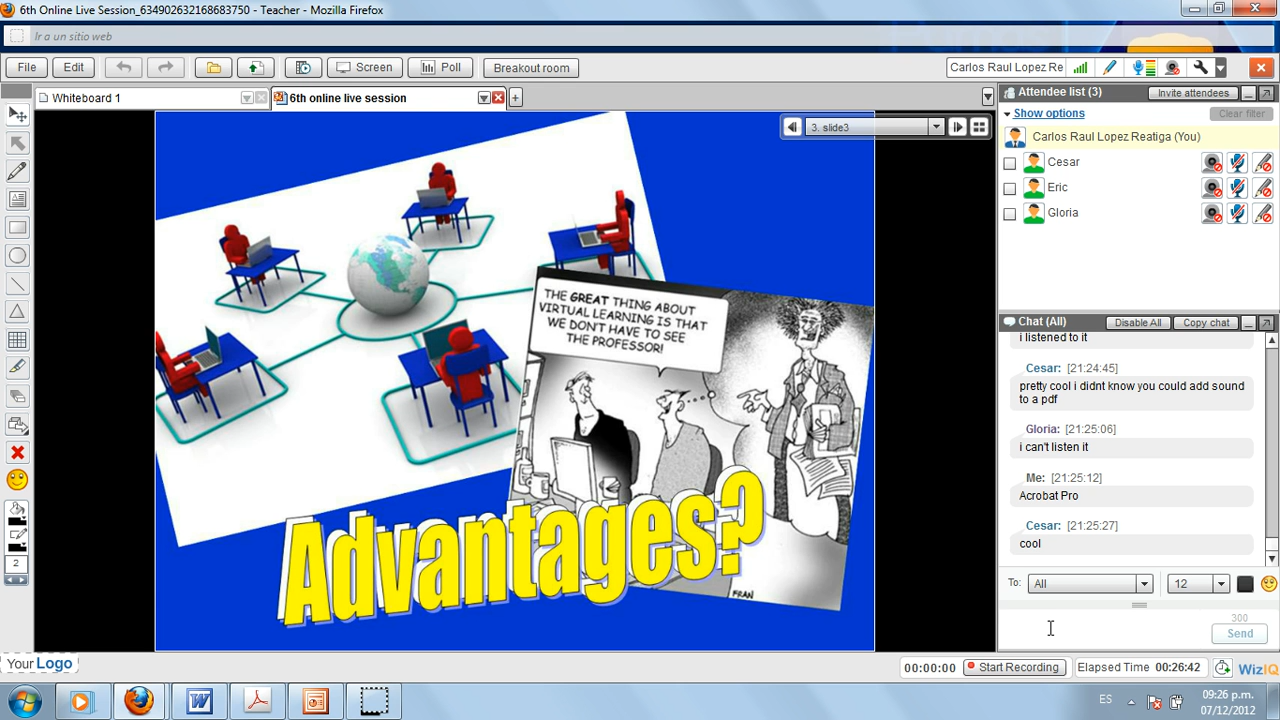 6th Online Live Session_634902632168683750 - Teacher - Mozilla Firefox
Ir a un sitio web
File
Edit
Screen
Poll
Breakout room
Carlos Raul Lopez Re
Whiteboard 1
6th online live session
3. slide3
THE GREAT THING ABOUT
VIRTUAL LEARNING IS THAT
WE DON'T HAVE TO SEE
THE PROFESSOR!
Advantages?
FRAN
Attendee list (3)
Invite attendees
Show options
Clear filter
Carlos Raul Lopez Reatiga (You)
Cesar
Eric
Gloria
Chat (All)
Disable All
Copy chat
i listened to it
Cesar: [21:24:45]
pretty cool i didnt know you could add sound
to a pdf
Gloria: [21:25:06]
i can't listen it
Me: [21:25:12]
Acrobat Pro
Cesar: [21:25:27]
cool
To:
All
12
300
Send
2
Your Logo
00:00:00
Start Recording
Elapsed Time 00:26:42
WizIQ
ES
09:26 p.m.
07/12/2012